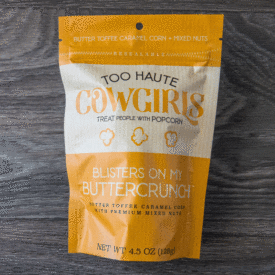 BUTTER TOFFEE CARAMEL CORN + MIXED NUTS
RESEALABLE
TOO HAUTE
COWGIRLS
TREAT PEOPLE WITH POPCORN
BLISTERS ON MY
BUTTERCRUNCH
BUTTER TOFFEE CARAMEL CORN
WITH PREMIUM MIXED NUTS
NET WT 4.5 OZ (128g)